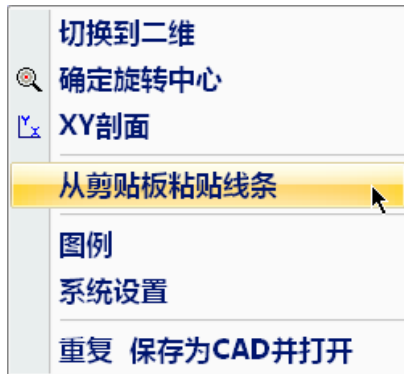 切换到二维
确定旋转中心
XY剖面
从剪贴板粘贴线条
图例
系统设置
重复 保存为CAD并打开